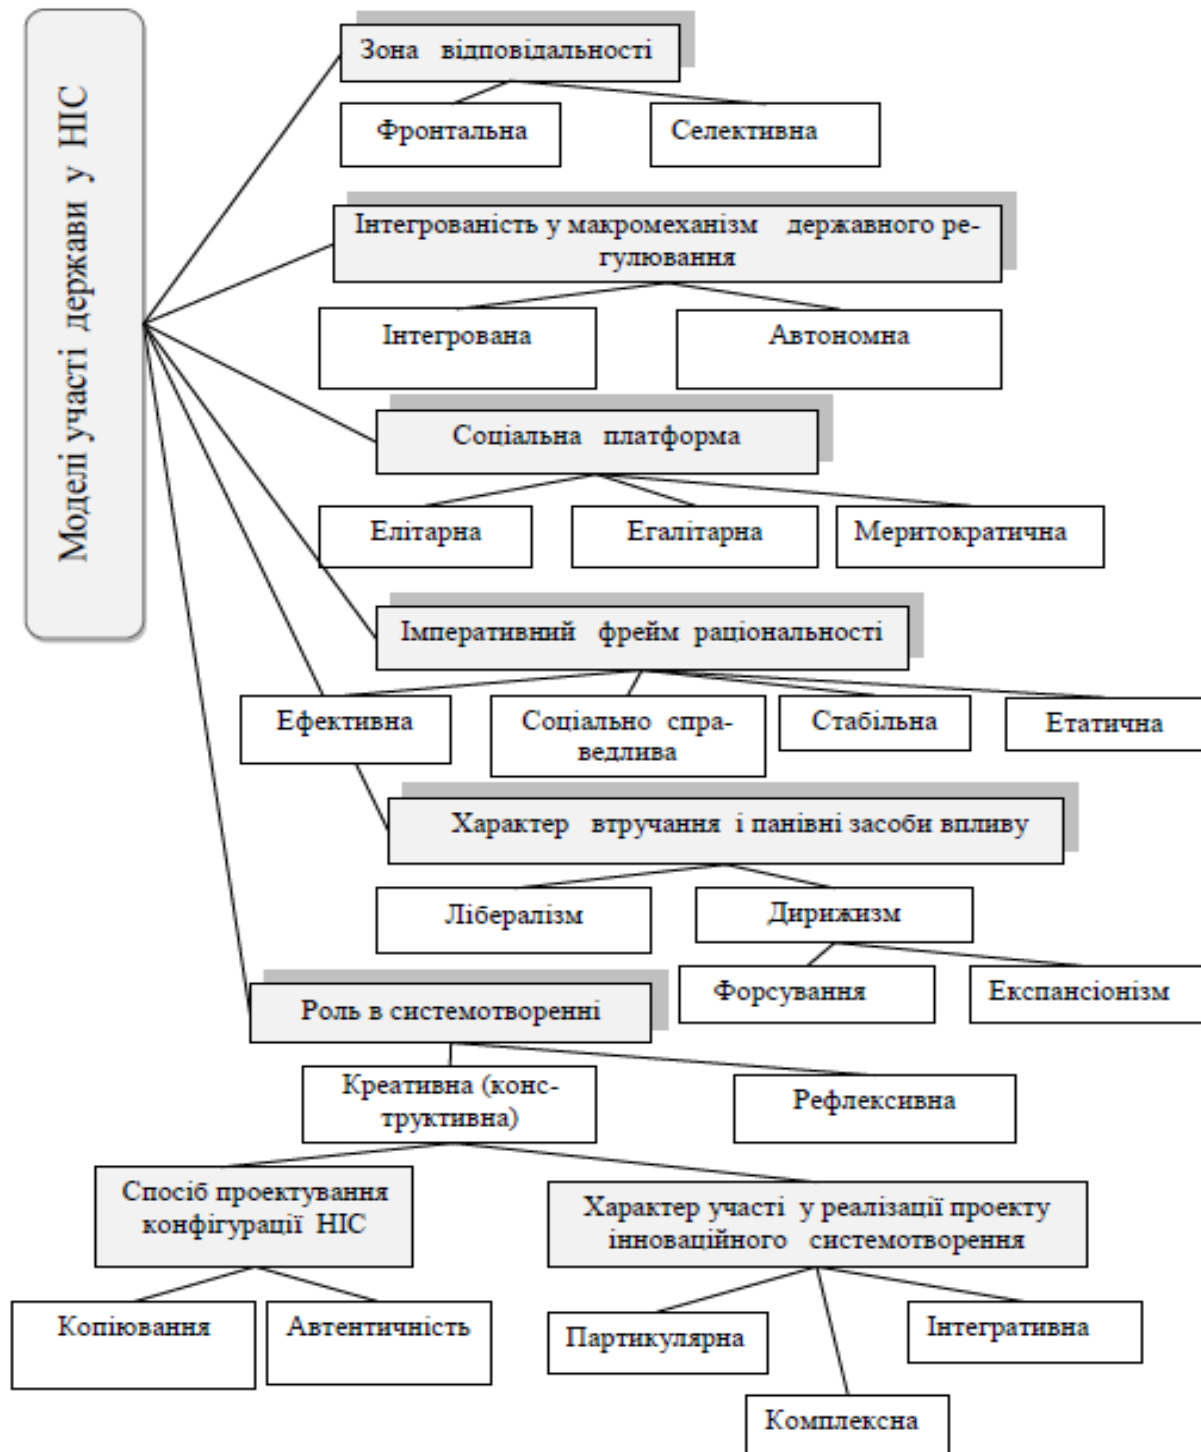 Моделі участі держави у НІС
Зона відповідальності
Фронтальна
Селективна
Інтегрованість у макромеханізм державного ре-
гулювання
Інтегрована
Автономна
Соціальна платформа
Елітарна
Егалітарна
Меритократична
Імперативний фрейм раціональності
Ефективна
Соціально спра-
ведлива
Стабільна
Етатична
Характер втручання і панівні засоби впливу
Лібералізм
Дирижизм
Форсування
Експансіонізм
Роль в системотворенні
Креативна (конс-
труктивна)
Рефлексивна
Спосіб проектування
конфігурації НІС
Характер участі у реалізації проекту
інноваційного системотворення
Копіювання
Автентичність
Партикулярна
Інтегративна
Комплексна